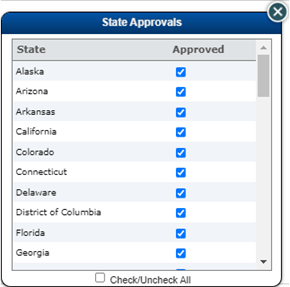 State Approvals
State Approved
Alaska
Arizona
Arkansas
California
Colorado
Connecticut
Delaware
District of Columbia
Florida
Georgia
Check/Uncheck All